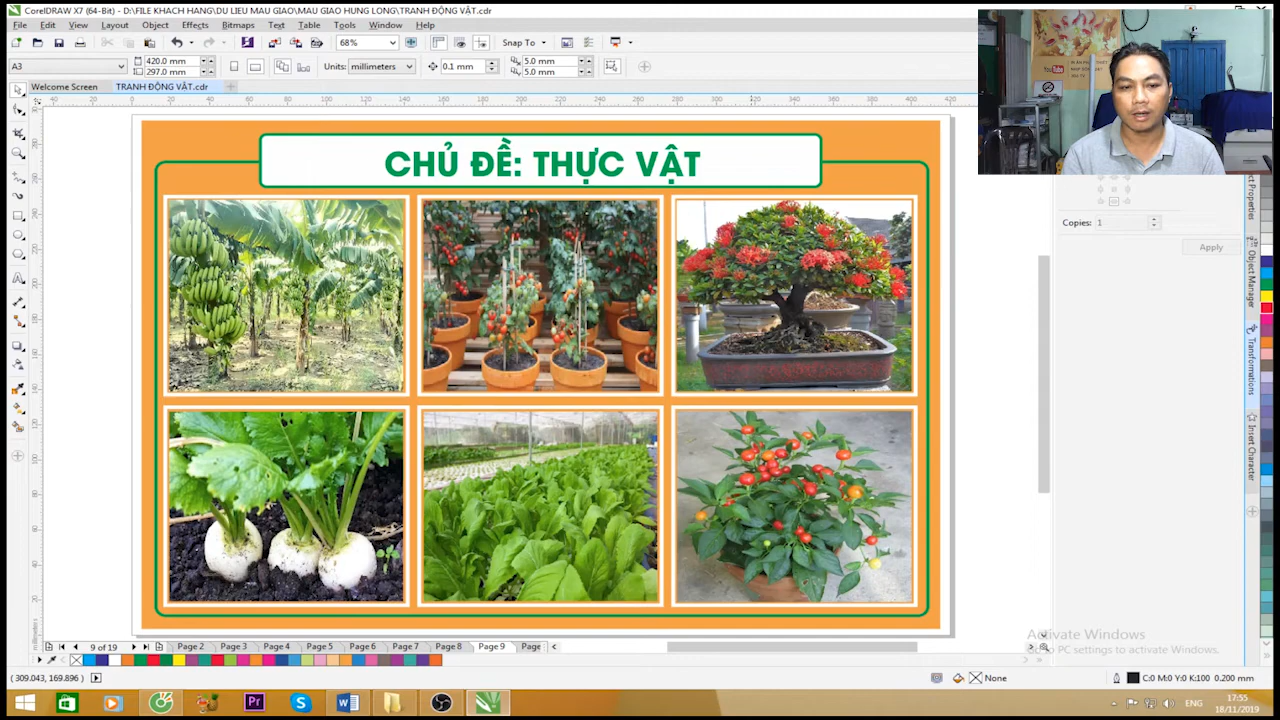 CorelDRAW X7 (64-Bit) - D:\FILE KHACH HANG\DU LIEU MAU GIAO\MAU GIAO HUNG LONG\TRANH ĐỘNG VẬT.cdr
File Edit View Layout Object Effects Bitmaps Text Table Tools Window Help
68% Snap To
A3 420.0 mm 297.0 mm Units: millimeters 0.1 mm 5.0 mm 5.0 mm
Welcome Screen TRANH ĐỘNG VẬT.cdr
CHỦ ĐỀ: THỰC VẬT
YouTube
Copies: 1
Apply
Object Properties
Object Manager
Transformations
Insert Character
millimeters
9 of 19 Page 2 Page 3 Page 4 Page 5 Page 6 Page 7 Page 8 Page 9 Page
Activate Windows
Go to PC settings to activate Windows.
( 309.043, 169.896 ) None C:0 M:0 Y:0 K:100 0.200 mm
ENG 17:55
18/11/2019